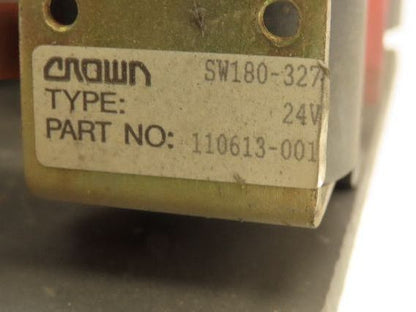 CROWN SW180-327
TYPE: 24V
PART NO: 110613-001